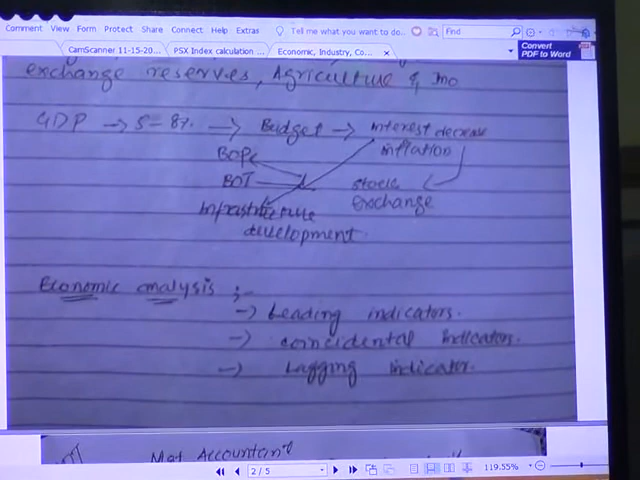 Comment View Form Protect Share Connect Help Extras Tell me what you want to do.. Find
CamScanner 11-15-20... PSX Index calculation ... Economic, Industry, Co...
Convert
PDF to Word
exchange reserves, Agriculture &
GDP → 5 - 8% → Budget → interest decrease
inflation
BOP
BOT
stock
exchange
infrastructure
development
Economic analysis :-
→ Leading indicators.
→ coincidental indicators.
→ Lagging indicator.
Mgt Accountant
2 / 5
119.55%